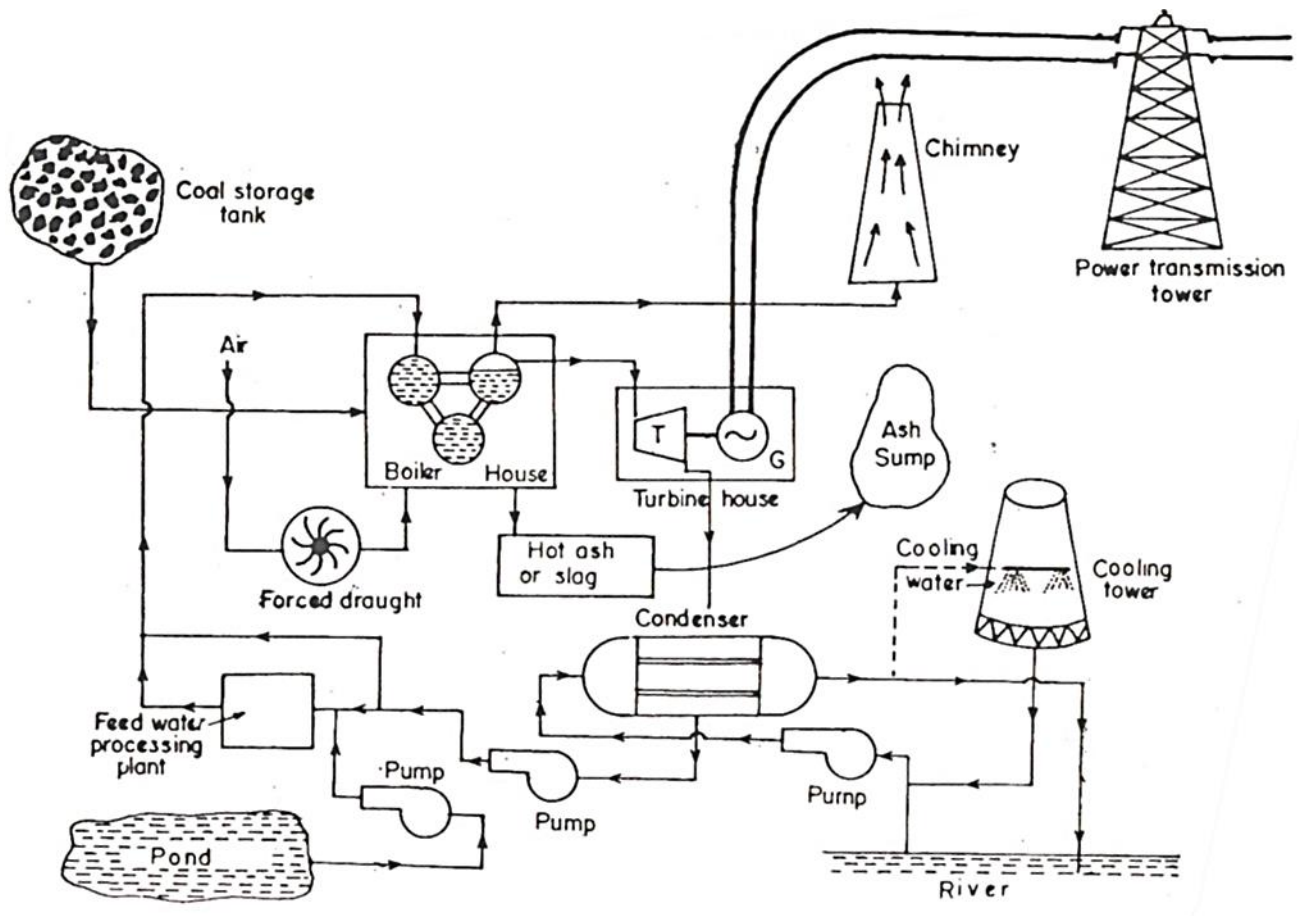 Chimney
Coal storage
tank
Power transmission
tower
Air
T
G
Ash
Sump
Boiler House
Turbine house
Hot ash
or slag
Cooling
water
Cooling
tower
Forced draught
Condenser
Feed water
processing
plant
Pump
Pump
Pump
Pond
River